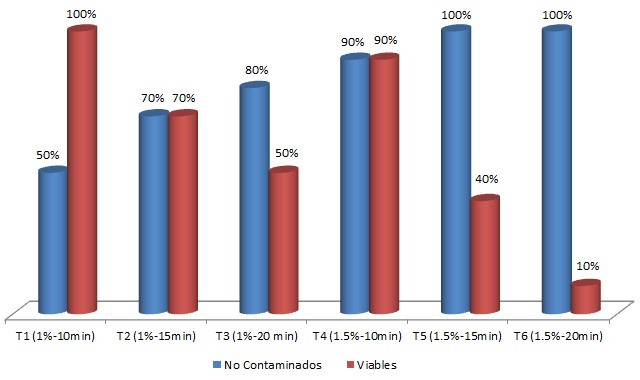 100%
100%
100%
90%
90%
80%
70%
70%
50%
50%
40%
10%
T1 (1%-10min)
T2 (1%-15min)
T3 (1%-20 min)
T4 (1.5%-10min)
T5 (1.5%-15min)
T6 (1.5%-20min)
No Contaminados
Viables